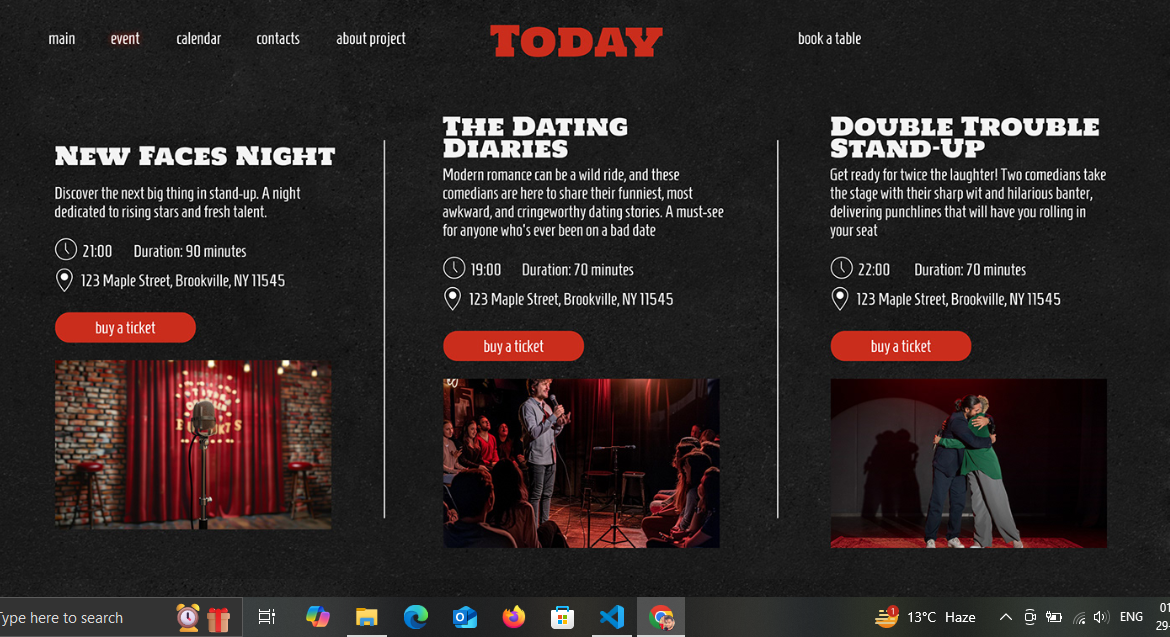 main event calendar contacts about project
TODAY
book a table
NEW FACES NIGHT
Discover the next big thing in stand-up. A night
dedicated to rising stars and fresh talent.
21:00 Duration: 90 minutes
123 Maple Street, Brookville, NY 11545
buy a ticket
THE DATING
DIARIES
Modern romance can be a wild ride, and these
comedians are here to share their funniest, most
awkward, and cringeworthy dating stories. A must-see
for anyone who's ever been on a bad date
19:00 Duration: 70 minutes
123 Maple Street, Brookville, NY 11545
buy a ticket
DOUBLE TROUBLE
STAND-UP
Get ready for twice the laughter! Two comedians take
the stage with their sharp wit and hilarious banter,
delivering punchlines that will have you rolling in
your seat
22:00 Duration: 70 minutes
123 Maple Street, Brookville, NY 11545
buy a ticket
Type here to search
1
13°C Haze
ENG